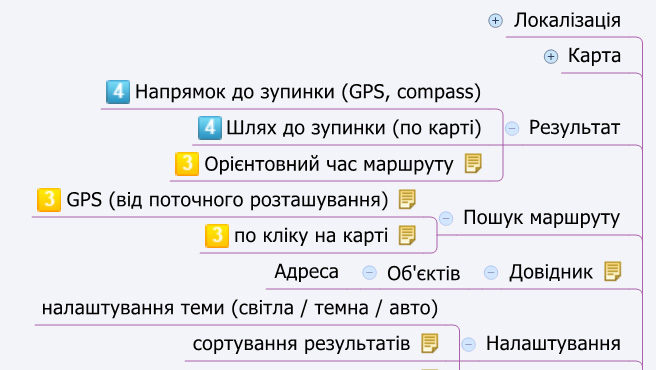 Локалізація
Карта
4 Напрямок до зупинки (GPS, compass)
4 Шлях до зупинки (по карті)
Результат
3 Орієнтовний час маршруту
3 GPS (від поточного розташування)
Пошук маршруту
3 по кліку на карті
Адреса Об'єктів Довідник
налаштування теми (світла / темна / авто)
сортування результатів Налаштування